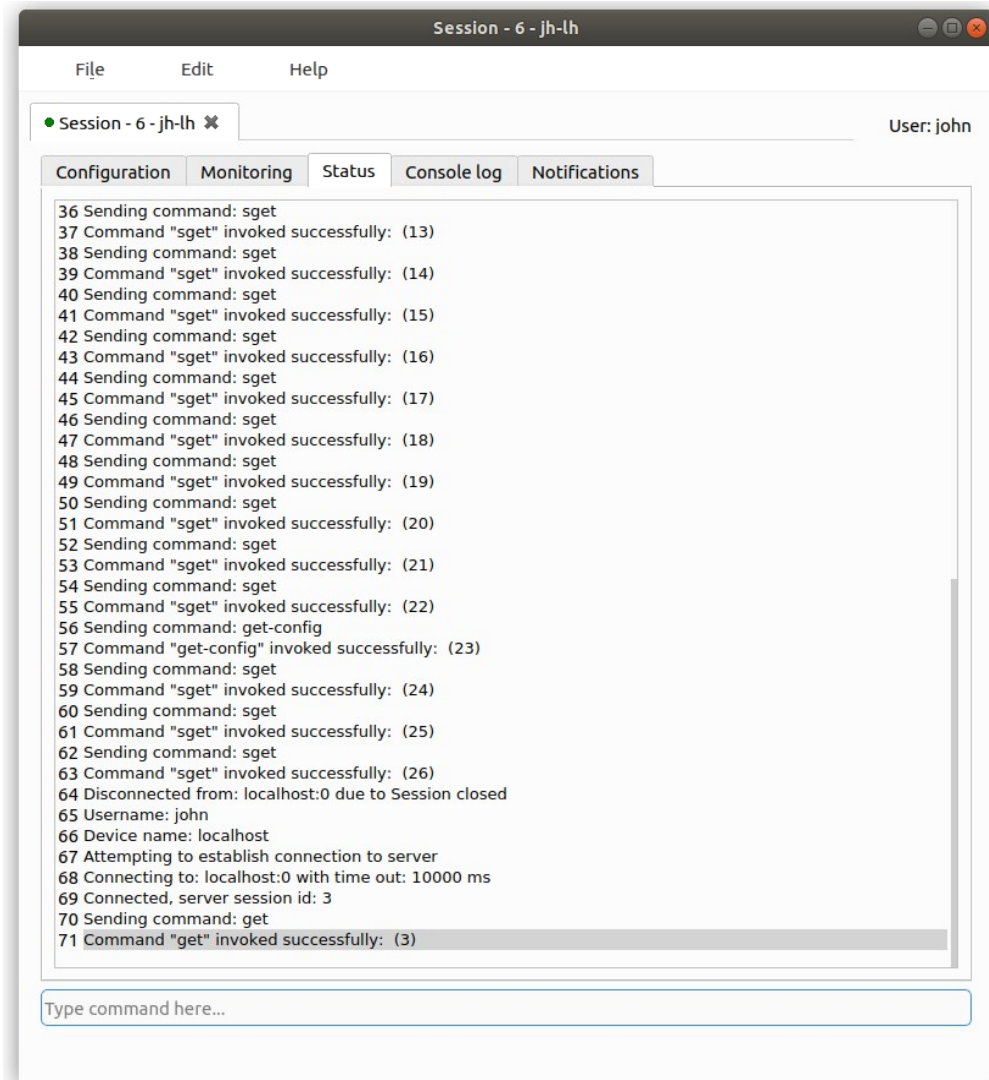 Session - 6 - jh-lh
File Edit Help
Session - 6 - jh-lh
User: john
Configuration Monitoring Status Console log Notifications
36 Sending command: sget
37 Command "sget" invoked successfully: (13)
38 Sending command: sget
39 Command "sget" invoked successfully: (14)
40 Sending command: sget
41 Command "sget" invoked successfully: (15)
42 Sending command: sget
43 Command "sget" invoked successfully: (16)
44 Sending command: sget
45 Command "sget" invoked successfully: (17)
46 Sending command: sget
47 Command "sget" invoked successfully: (18)
48 Sending command: sget
49 Command "sget" invoked successfully: (19)
50 Sending command: sget
51 Command "sget" invoked successfully: (20)
52 Sending command: sget
53 Command "sget" invoked successfully: (21)
54 Sending command: sget
55 Command "sget" invoked successfully: (22)
56 Sending command: get-config
57 Command "get-config" invoked successfully: (23)
58 Sending command: sget
59 Command "sget" invoked successfully: (24)
60 Sending command: sget
61 Command "sget" invoked successfully: (25)
62 Sending command: sget
63 Command "sget" invoked successfully: (26)
64 Disconnected from: localhost:0 due to Session closed
65 Username: john
66 Device name: localhost
67 Attempting to establish connection to server
68 Connecting to: localhost:0 with time out: 10000 ms
69 Connected, server session id: 3
70 Sending command: get
71 Command "get" invoked successfully: (3)
Type command here...